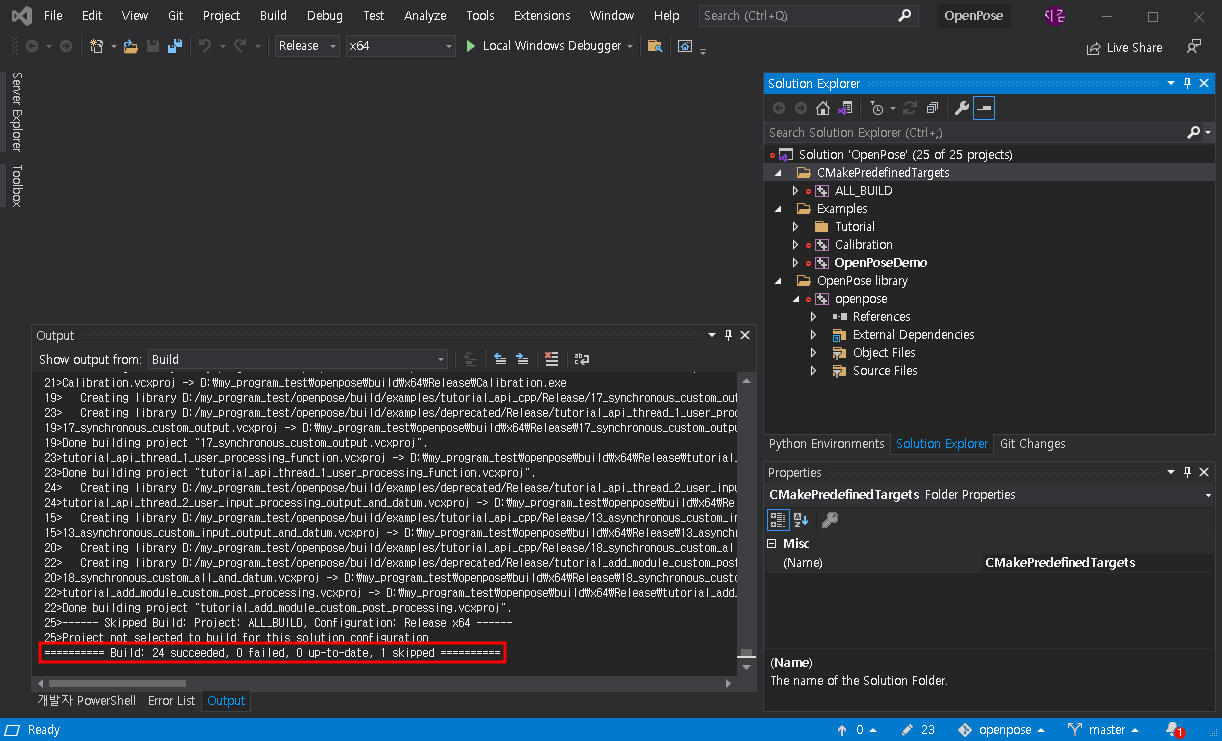 File Edit View Git Project Build Debug Test Analyze Tools Extensions Window Help Search (Ctrl+Q) OpenPose 지근
Release x64 Local Windows Debugger Live Share
Server Explorer
Toolbox
Solution Explorer
Search Solution Explorer (Ctrl+;)
Solution 'OpenPose' (25 of 25 projects)
CMakePredefinedTargets
ALL_BUILD
Examples
Tutorial
Calibration
OpenPoseDemo
OpenPose library
openpose
References
External Dependencies
Object Files
Source Files
Python Environments Solution Explorer Git Changes
Properties
CMakePredefinedTargets Folder Properties
Misc
(Name) CMakePredefinedTargets
(Name)
The name of the Solution Folder.
Output
Show output from: Build
21>Calibration.vcxproj -> D:₩my_program_test₩openpose₩build₩x64₩Release₩Calibration.exe
19> Creating library D:/my_program_test/openpose/build/examples/tutorial_api_cpp/Release/17_synchronous_custom_out
23> Creating library D:/my_program_test/openpose/build/examples/deprecated/Release/tutorial_api_thread_1_user_proc
19>17_synchronous_custom_output.vcxproj -> D:₩my_program_test₩openpose₩build₩x64₩Release₩17_synchronous_custom_outpu
19>Done building project "17_synchronous_custom_output.vcxproj".
23>tutorial_api_thread_1_user_processing_function.vcxproj -> D:₩my_program_test₩openpose₩build₩x64₩Release₩tutorial_
23>Done building project "tutorial_api_thread_1_user_processing_function.vcxproj".
24> Creating library D:/my_program_test/openpose/build/examples/deprecated/Release/tutorial_api_thread_2_user_inpu
24>tutorial_api_thread_2_user_input_processing_output_and_datum.vcxproj -> D:₩my_program_test₩openpose₩build₩x64₩Re
15> Creating library D:/my_program_test/openpose/build/examples/tutorial_api_cpp/Release/13_asynchronous_custom_in
15>13_asynchronous_custom_input_output_and_datum.vcxproj -> D:₩my_program_test₩openpose₩build₩x64₩Release₩13_asynchr
20> Creating library D:/my_program_test/openpose/build/examples/tutorial_api_cpp/Release/18_synchronous_custom_al
22> Creating library D:/my_program_test/openpose/build/examples/deprecated/Release/tutorial_add_module_custom_post
20>18_synchronous_custom_all_and_datum.vcxproj -> D:₩my_program_test₩openpose₩build₩x64₩Release₩18_synchronous_custo
22>tutorial_add_module_custom_post_processing.vcxproj -> D:₩my_program_test₩openpose₩build₩x64₩Release₩tutorial_add_
22>Done building project "tutorial_add_module_custom_post_processing.vcxproj".
25>------ Skipped Build: Project: ALL_BUILD, Configuration: Release x64 ------
25>Project not selected to build for this solution configuration
========== Build: 24 succeeded, 0 failed, 0 up-to-date, 1 skipped ==========
개발자 PowerShell Error List Output
Ready 0 23 openpose master 1